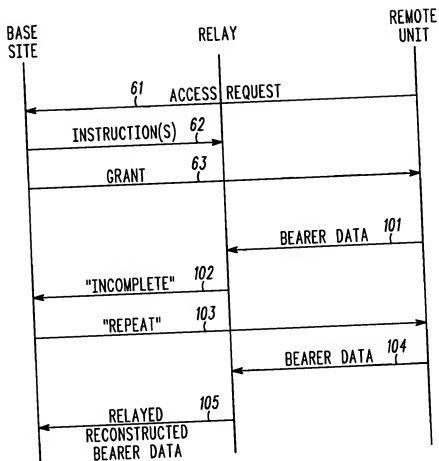 BASE
SITE
RELAY
REMOTE
UNIT
61
ACCESS REQUEST
INSTRUCTION(S) 62
GRANT 63
BEARER DATA 101
"INCOMPLETE" 102
"REPEAT" 103
BEARER DATA 104
RELAYED 105
RECONSTRUCTED
BEARER DATA